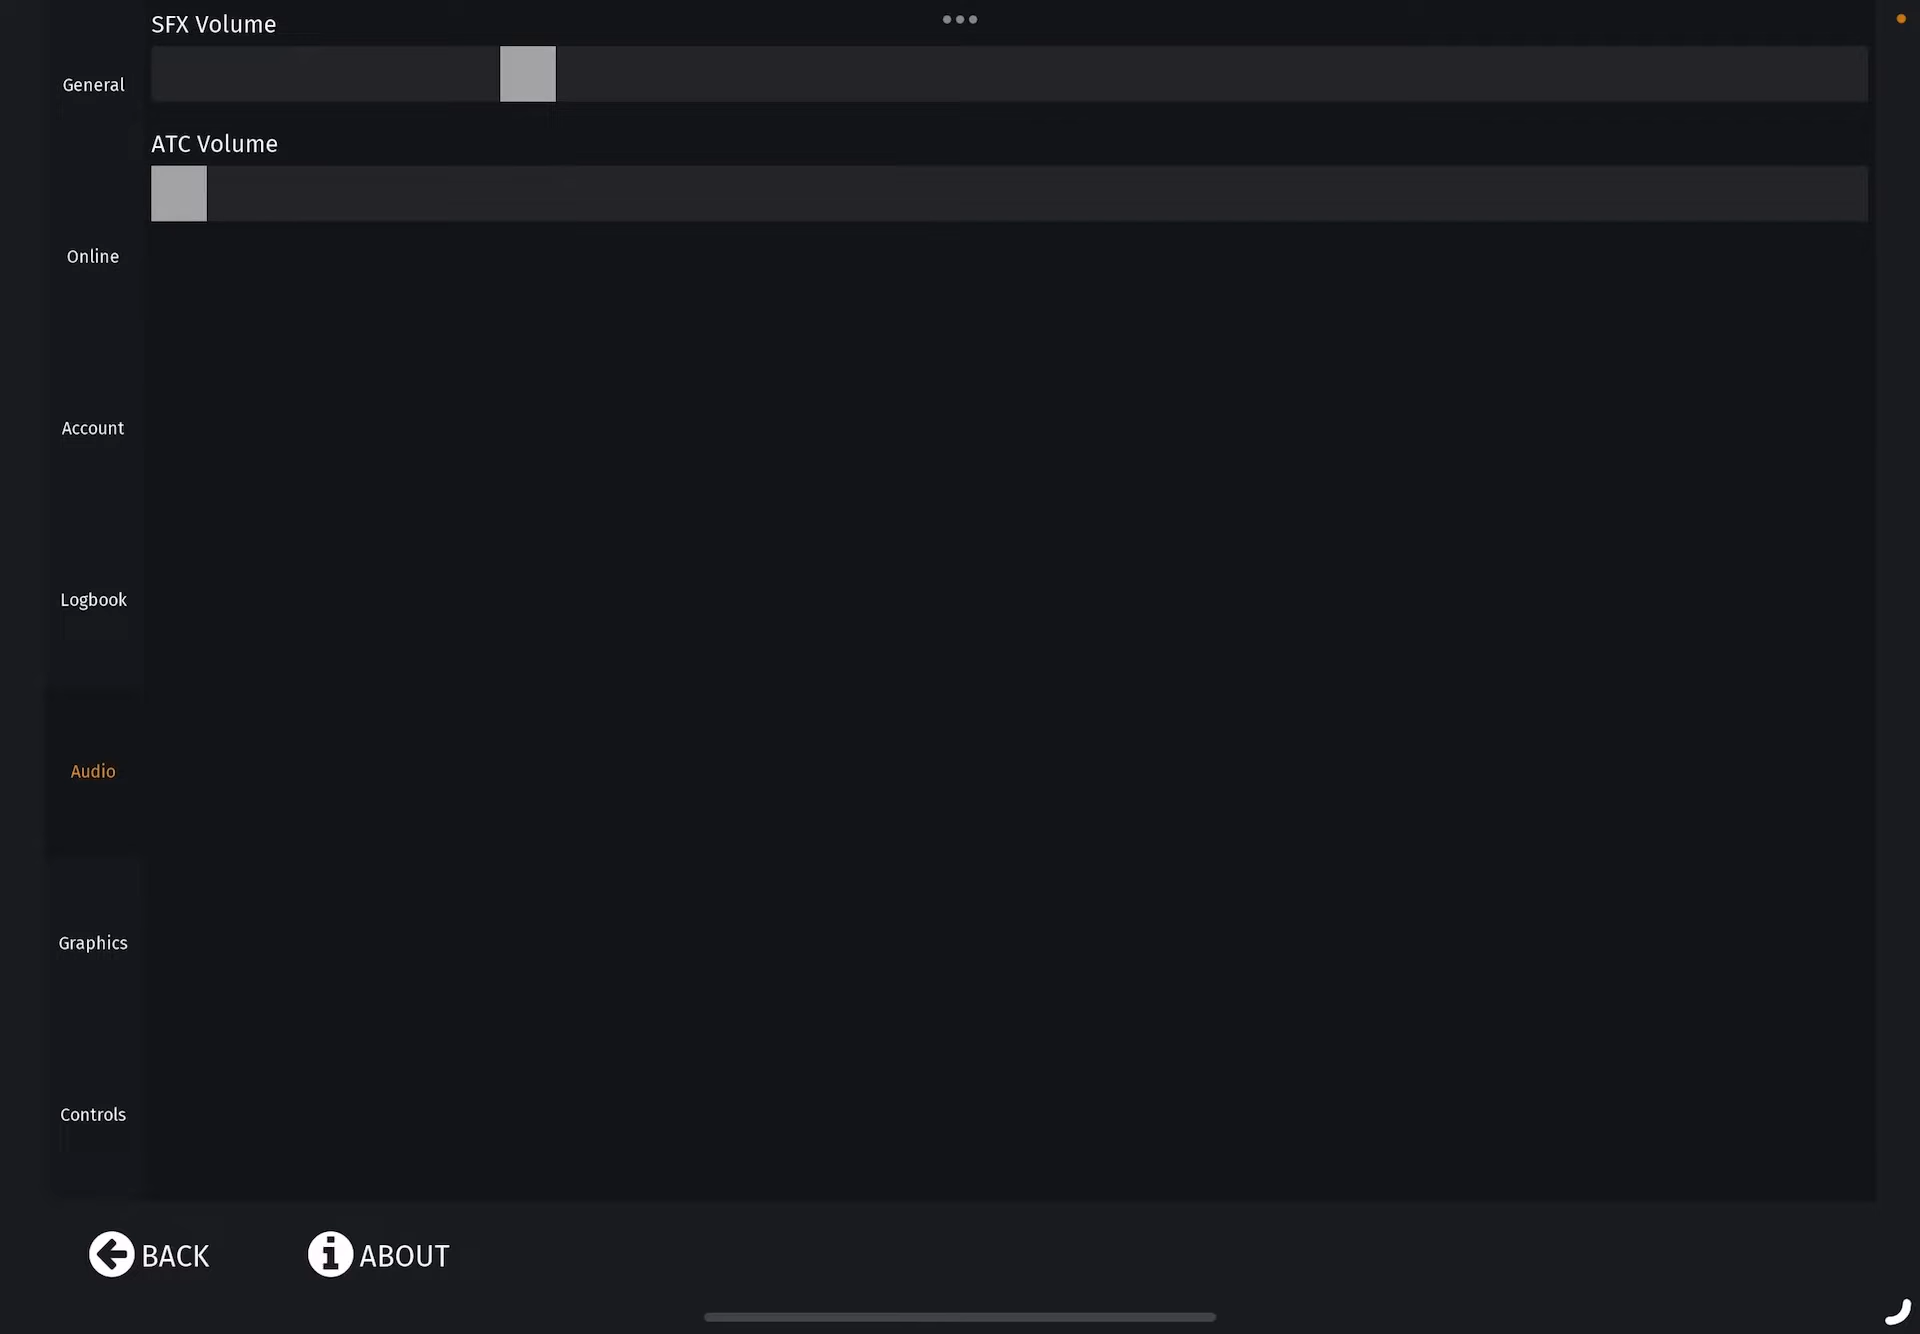 SFX Volume
General
ATC Volume
Online
Account
Logbook
Audio
Graphics
Controls
BACK
ABOUT